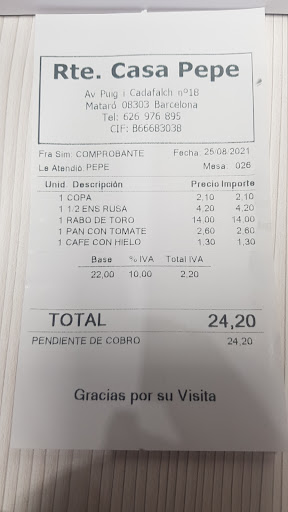 Rte. Casa Pepe
Av Puig i Cadafalch nº18
Mataró 08303 Barcelona
Tel: 626 976 895
CIF: B66683038
Fra Sim: COMPROBANTE Fecha: 25/08/2021
Le Atendió: PEPE Mesa: 026
Unid. Descripción Precio Importe
1 COPA 2,10 2,10
1 1.2 ENS RUSA 4,20 4,20
1 RABO DE TORO 14,00 14,00
1 PAN CON TOMATE 2,60 2,60
1 CAFE CON HIELO 1,30 1,30
Base % IVA Total IVA
22,00 10,00 2,20
TOTAL 24,20
PENDIENTE DE COBRO 24,20
Gracias por su Visita